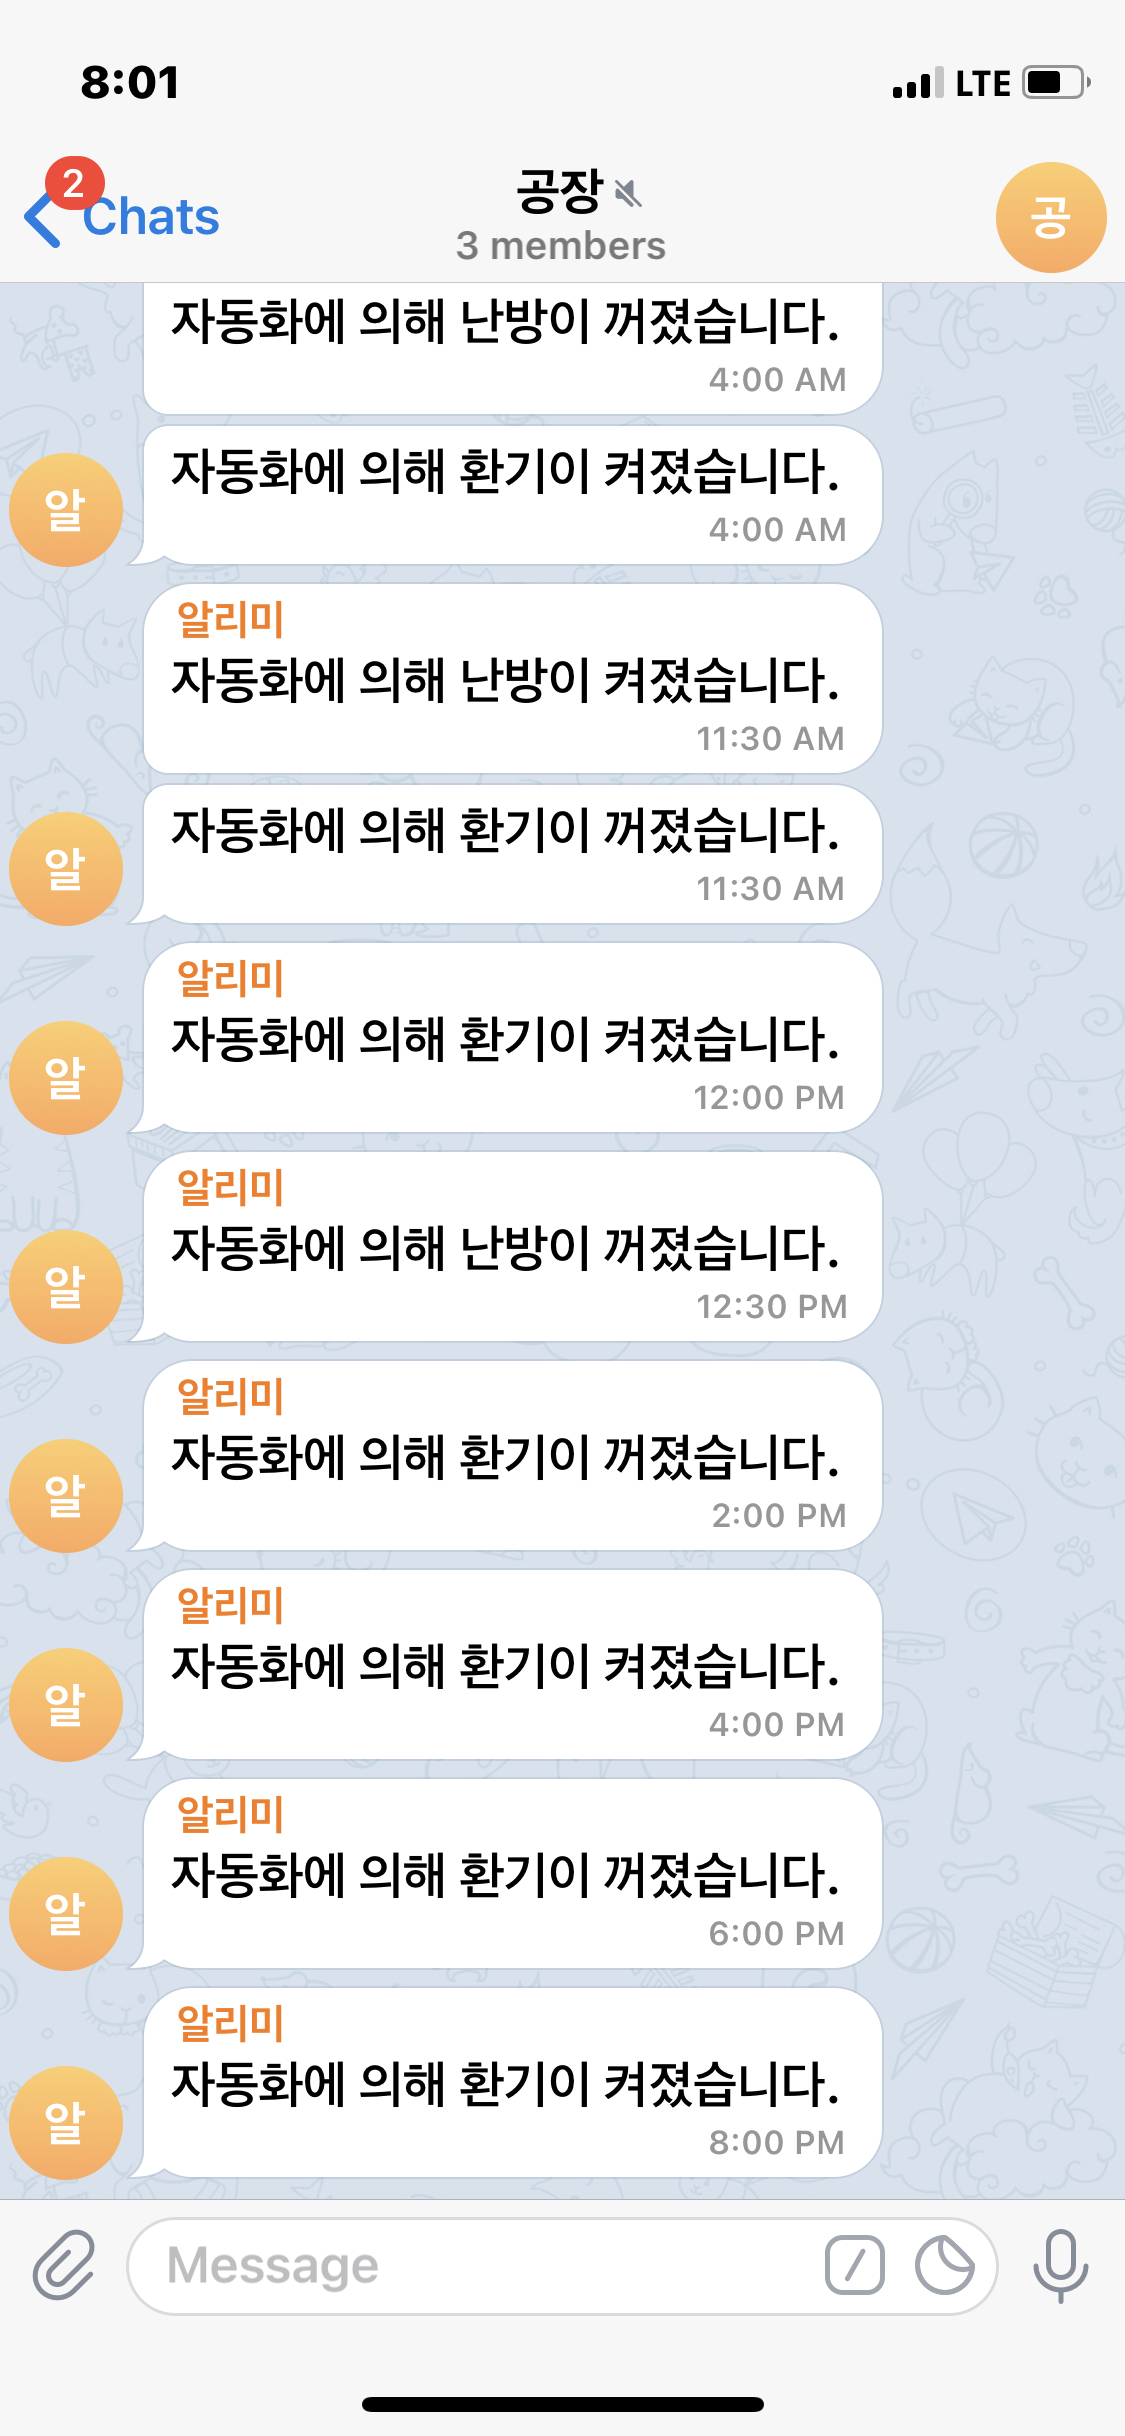 8:01
LTE
2
Chats
공장
3 members
공
자동화에 의해 난방이 꺼졌습니다.
4:00 AM
자동화에 의해 환기이 켜졌습니다.
4:00 AM
알
알리미
자동화에 의해 난방이 켜졌습니다.
11:30 AM
자동화에 의해 환기이 꺼졌습니다.
11:30 AM
알
알리미
자동화에 의해 환기이 켜졌습니다.
12:00 PM
알
알리미
자동화에 의해 난방이 꺼졌습니다.
12:30 PM
알
알리미
자동화에 의해 환기이 꺼졌습니다.
2:00 PM
알
알리미
자동화에 의해 환기이 켜졌습니다.
4:00 PM
알
알리미
자동화에 의해 환기이 꺼졌습니다.
6:00 PM
알
알리미
자동화에 의해 환기이 켜졌습니다.
8:00 PM
알
Message